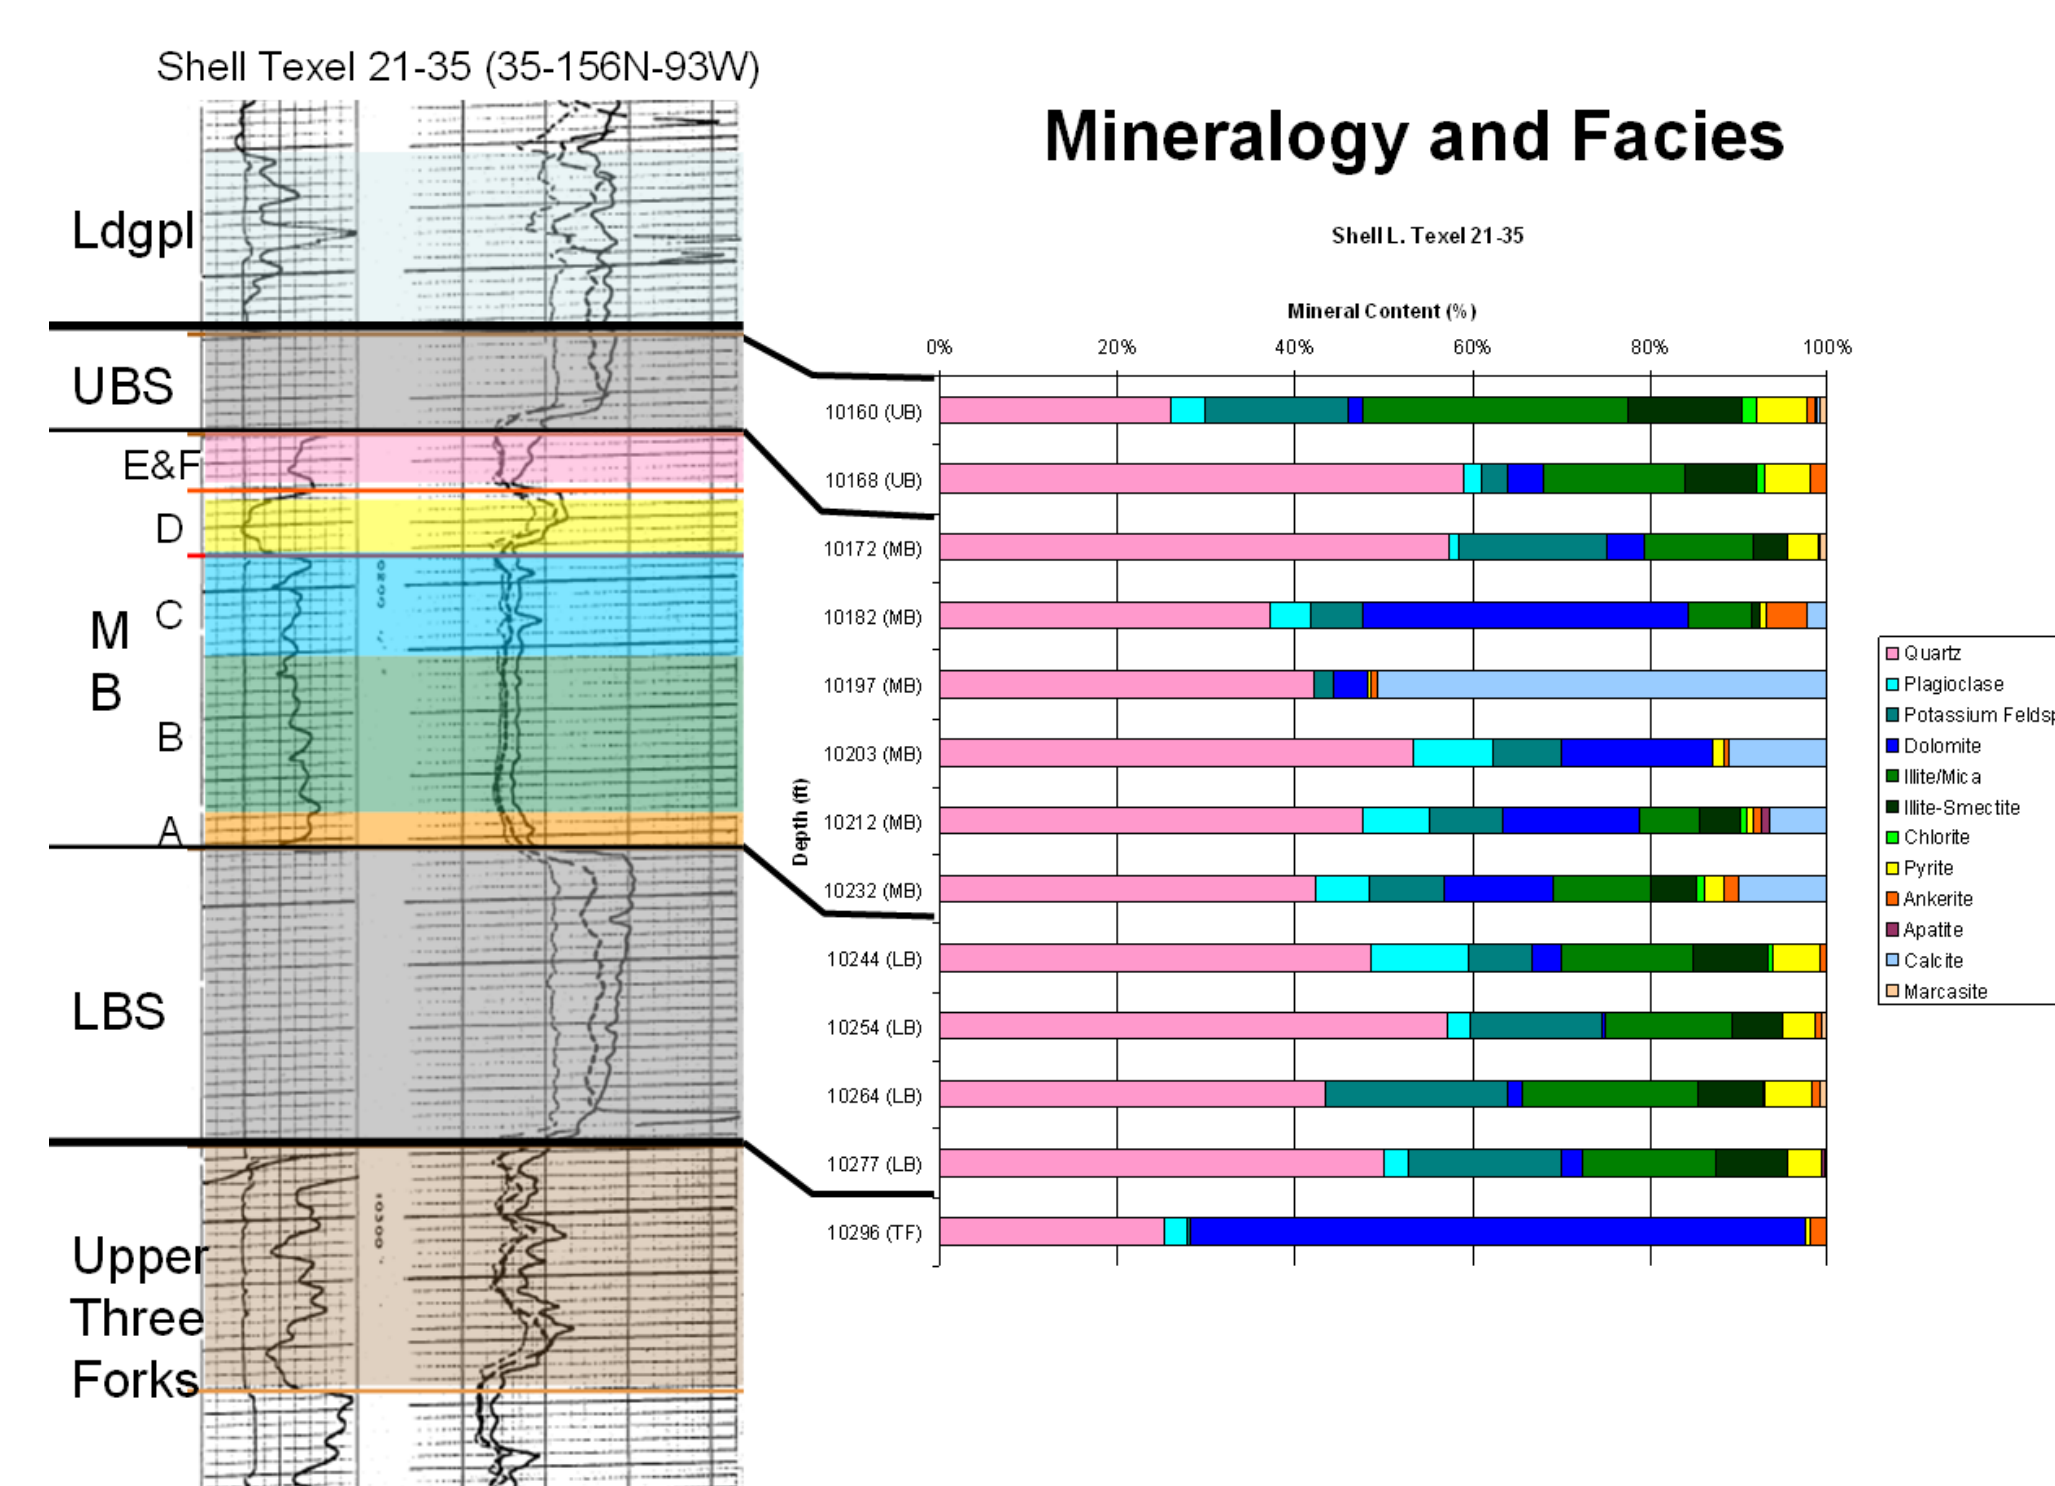 Shell Texel 21-35 (35-156N-93W)
Ldgpl
UBS
E&F
D
C
M
B
B
A
LBS
Upper
Three
Forks
10300
Mineralogy and Facies
Shell L. Texel 21-35
Mineral Content (%)
0% 20% 40% 60% 80% 100%
Depth (ft)
10160 (UB)
10168 (UB)
10172 (MB)
10182 (MB)
10197 (MB)
10203 (MB)
10212 (MB)
10232 (MB)
10244 (LB)
10254 (LB)
10264 (LB)
10277 (LB)
10296 (TF)
Quartz
Plagioclase
Potassium Feldsp
Dolomite
Illite/Mica
Illite-Smectite
Chlorite
Pyrite
Ankerite
Apatite
Calcite
Marcasite